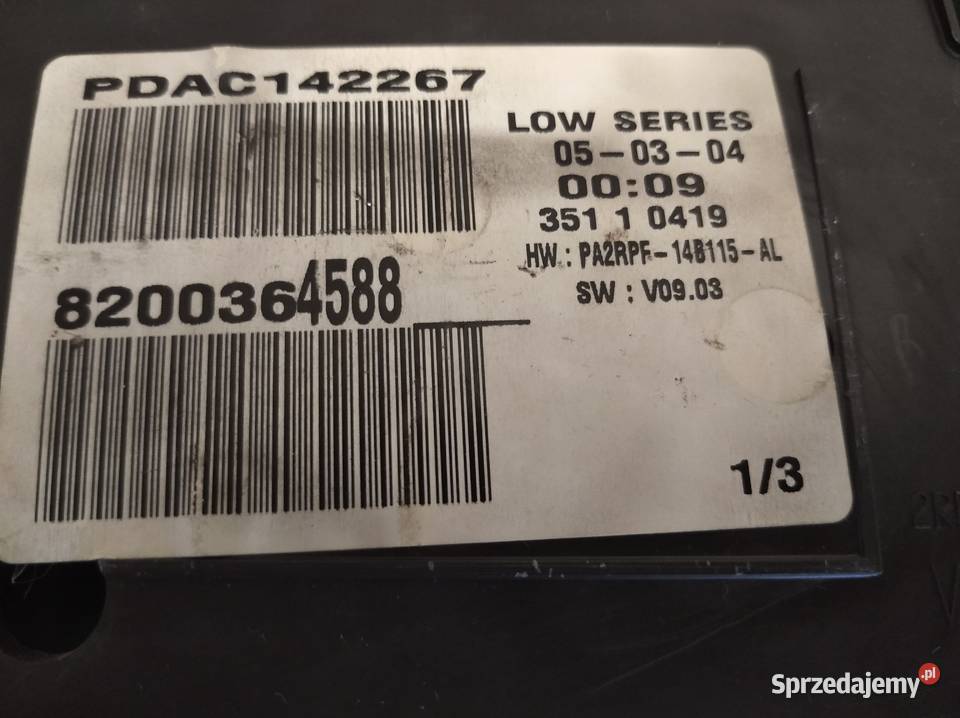 PDAC142267
LOW SERIES
05-03-04
00:09
351 1 0419
HW : PA2RPF-14B115-AL
SW : V09.03
8200364588
1/3
Sprzedajemy.pl